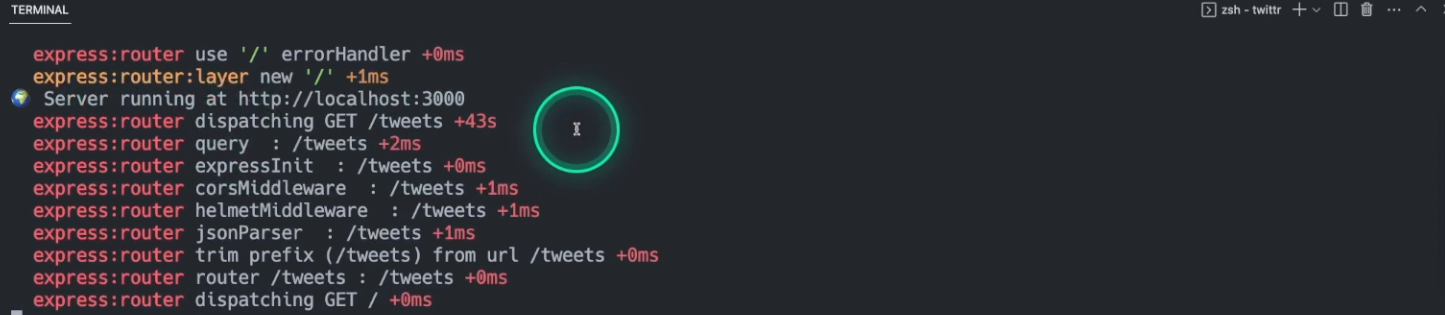 TERMINAL
zsh - twittr
express:router use '/' errorHandler +0ms
express:router:layer new '/' +1ms
Server running at http://localhost:3000
express:router dispatching GET /tweets +43s
express:router query  : /tweets +2ms
express:router expressInit  : /tweets +0ms
express:router corsMiddleware  : /tweets +1ms
express:router helmetMiddleware  : /tweets +1ms
express:router jsonParser  : /tweets +1ms
express:router trim prefix (/tweets) from url /tweets +0ms
express:router router /tweets : /tweets +0ms
express:router dispatching GET / +0ms